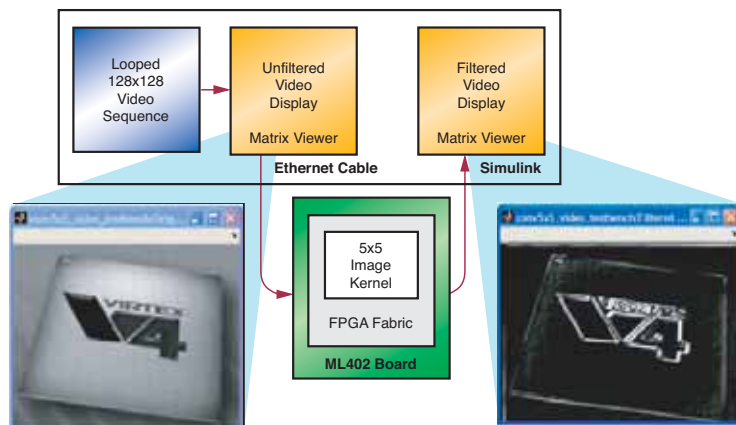 Looped
128x128
Video
Sequence
Unfiltered
Video
Display
Matrix Viewer
Filtered
Video
Display
Matrix Viewer
Ethernet Cable
Simulink
5x5
Image
Kernel
FPGA Fabric
ML402 Board
VIRTEX
4
4